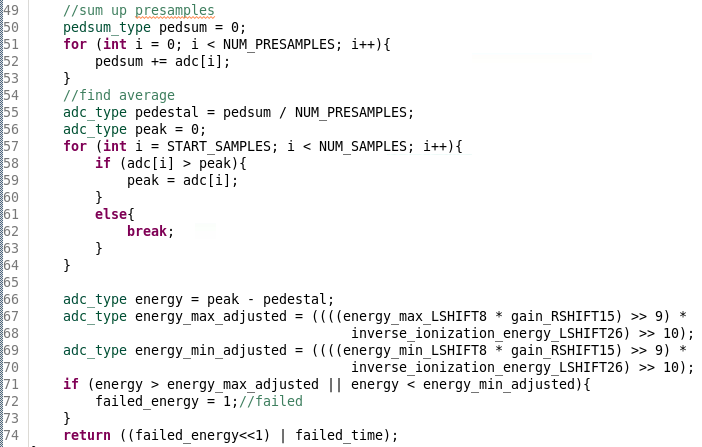 49 //sum up presamples
50 pedsum_type pedsum = 0;
51 for (int i = 0; i < NUM_PRESAMPLES; i++){
52 pedsum += adc[i];
53 }
54 //find average
55 adc_type pedestal = pedsum / NUM_PRESAMPLES;
56 adc_type peak = 0;
57 for (int i = START_SAMPLES; i < NUM_SAMPLES; i++){
58 if (adc[i] > peak){
59 peak = adc[i];
60 }
61 else{
62 break;
63 }
64 }
65
66 adc_type energy = peak - pedestal;
67 adc_type energy_max_adjusted = ((((energy_max_LSHIFT8 * gain_RSHIFT15) >> 9) *
68 inverse_ionization_energy_LSHIFT26) >> 10);
69 adc_type energy_min_adjusted = ((((energy_min_LSHIFT8 * gain_RSHIFT15) >> 9) *
70 inverse_ionization_energy_LSHIFT26) >> 10);
71 if (energy > energy_max_adjusted || energy < energy_min_adjusted){
72 failed_energy = 1;//failed
73 }
74 return ((failed_energy<<1) | failed_time);